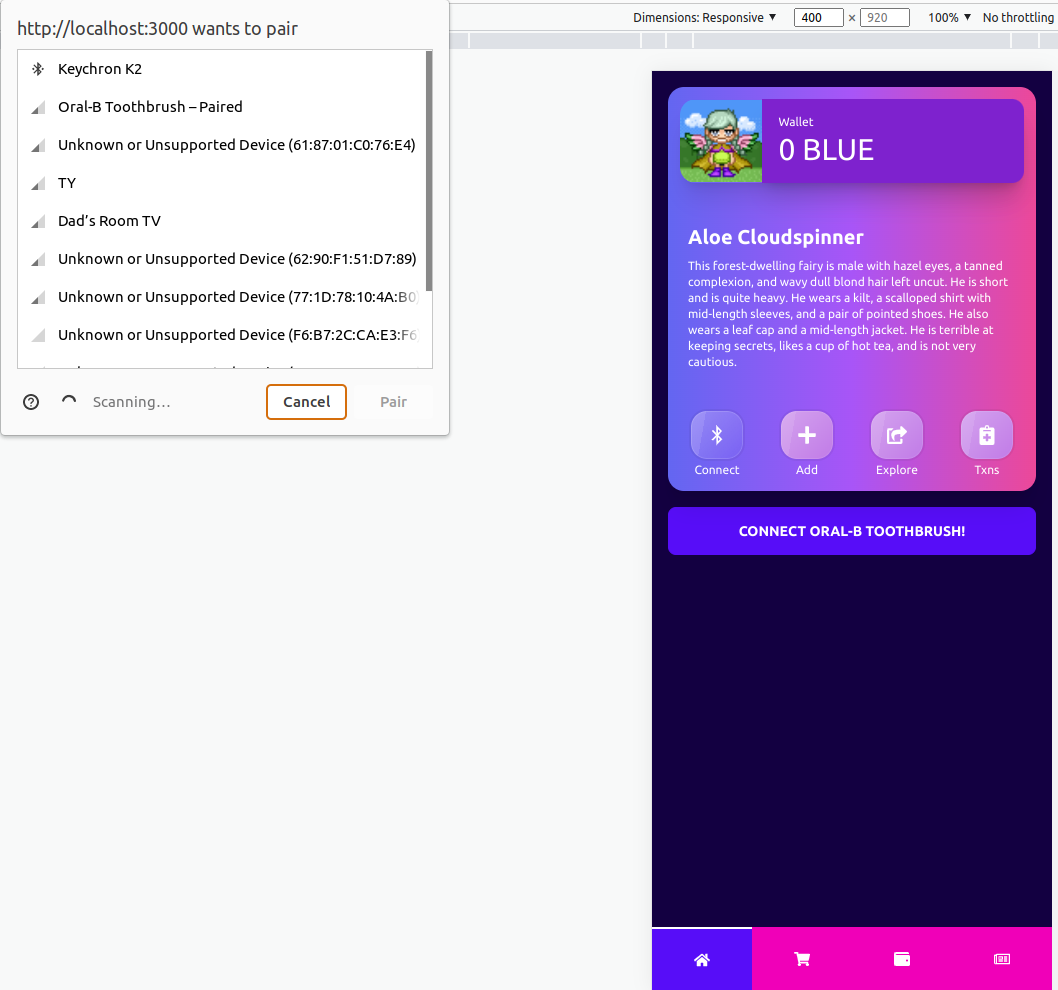 http://localhost:3000 wants to pair
Keychron K2
Oral-B Toothbrush – Paired
Unknown or Unsupported Device (61:87:01:C0:76:E4)
TY
Dad’s Room TV
Unknown or Unsupported Device (62:90:F1:51:D7:89)
Unknown or Unsupported Device (77:1D:78:10:4A:B0)
Unknown or Unsupported Device (F6:B7:2C:CA:E3:F6
Scanning...
Cancel
Pair
Dimensions: Responsive ▼ 400 × 920 100% ▼ No throttling
Wallet
0 BLUE
Aloe Cloudspinner
This forest-dwelling fairy is male with hazel eyes, a tanned
complexion, and wavy dull blond hair left uncut. He is short
and is quite heavy. He wears a kilt, a scalloped shirt with
mid-length sleeves, and a pair of pointed shoes. He also
wears a leaf cap and a mid-length jacket. He is terrible at
keeping secrets, likes a cup of hot tea, and is not very
cautious.
Connect Add Explore Txns
CONNECT ORAL-B TOOTHBRUSH!